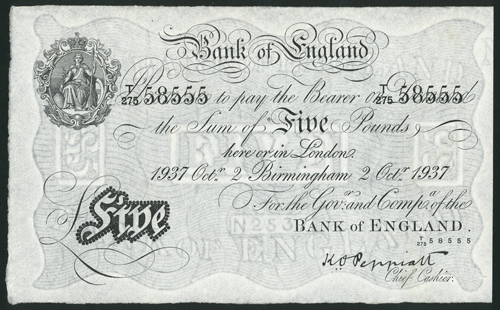 Bank of England
T/275 58555 T/275 58555
to pay the Bearer on Demand
the Sum of Five Pounds
here or in London.
1937 Octr. 2 Birmingham 2 Octr. 1937
For the Govr. and Compa. of the
BANK OF ENGLAND.
T/275 58555
£ Five
K O Peppiatt
Chief Cashier.